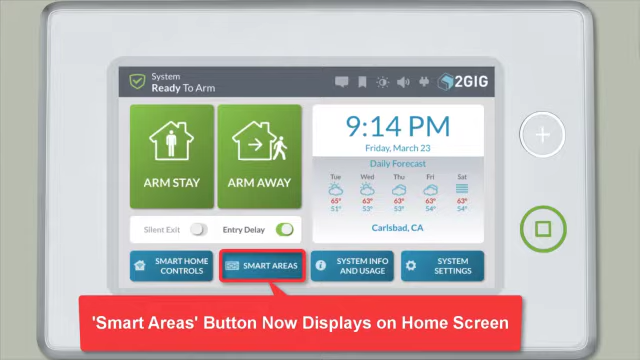 System
Ready To Arm
2GIG
ARM STAY
ARM AWAY
9:14 PM
Friday, March 23
Daily Forecast
Tue Wed Thu Fri Sat
65° 63° 63° 63° 63°
51° 53° 53° 54° 54°
Carlsbad, CA
Silent Exit
Entry Delay
SMART HOME
CONTROLS
SMART AREAS
SYSTEM INFO
AND USAGE
SYSTEM
SETTINGS
'Smart Areas' Button Now Displays on Home Screen